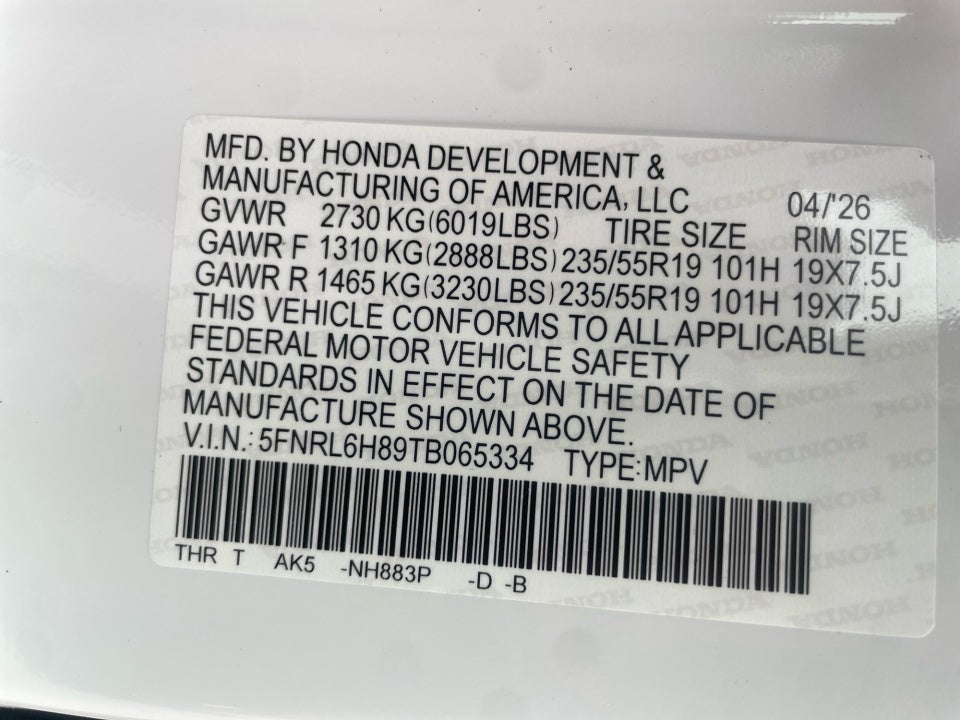 MFD. BY HONDA DEVELOPMENT &
MANUFACTURING OF AMERICA, LLC 04/'26
GVWR 2730 KG(6019LBS) TIRE SIZE RIM SIZE
GAWR F 1310 KG(2888LBS) 235/55R19 101H 19X7.5J
GAWR R 1465 KG(3230LBS) 235/55R19 101H 19X7.5J
THIS VEHICLE CONFORMS TO ALL APPLICABLE
FEDERAL MOTOR VEHICLE SAFETY
STANDARDS IN EFFECT ON THE DATE OF
MANUFACTURE SHOWN ABOVE.
V.I.N.: 5FNRL6H89TB065334 TYPE:MPV
THR T AK5 -NH883P -D -B